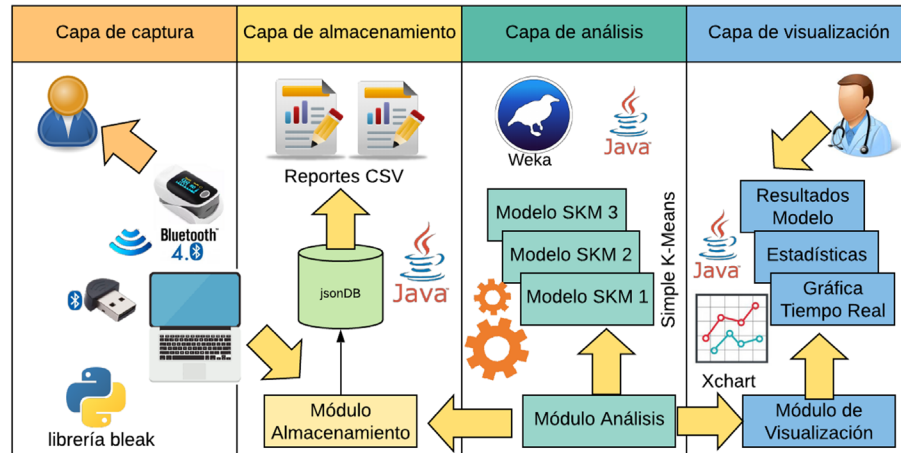 Capa de captura
Capa de almacenamiento
Capa de análisis
Capa de visualización
Bluetooth
4.0
librería bleak
Reportes CSV
jsonDB
Java
Módulo
Almacenamiento
Weka
Java
Modelo SKM 3
Modelo SKM 2
Modelo SKM 1
Simple K-Means
Módulo Análisis
Resultados
Modelo
Estadísticas
Gráfica
Tiempo Real
Java
Xchart
Módulo de
Visualización